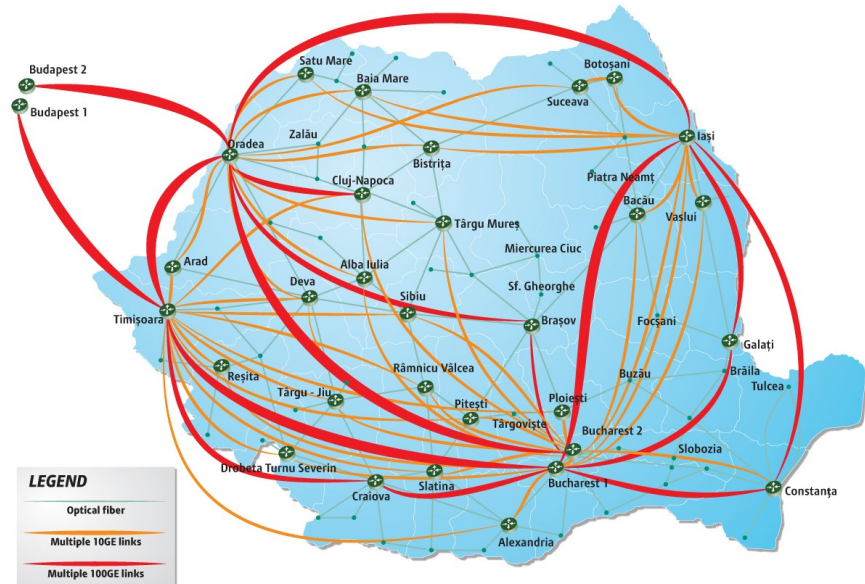 Satu Mare
Botoșani
Budapest 2
Baia Mare
Suceava
Budapest 1
Oradea
Zalău
Iași
Bistrița
Cluj-Napoca
Piatra Neamț
Bacău
Vaslui
Târgu Mureș
Miercurea Ciuc
Arad
Alba Iulia
Deva
Sf. Gheorghe
Sibiu
Timișoara
Brașov
Focșani
Galați
Reșita
Râmnicu Vâlcea
Buzău
Brăila
Tulcea
Târgu - Jiu
Pitești
Ploiești
Târgoviște
Bucharest 2
Slobozia
Drobeta Turnu Severin
Craiova
Slatina
Bucharest 1
Constanța
Alexandria
LEGEND
Optical fiber
Multiple 10GE links
Multiple 100GE links